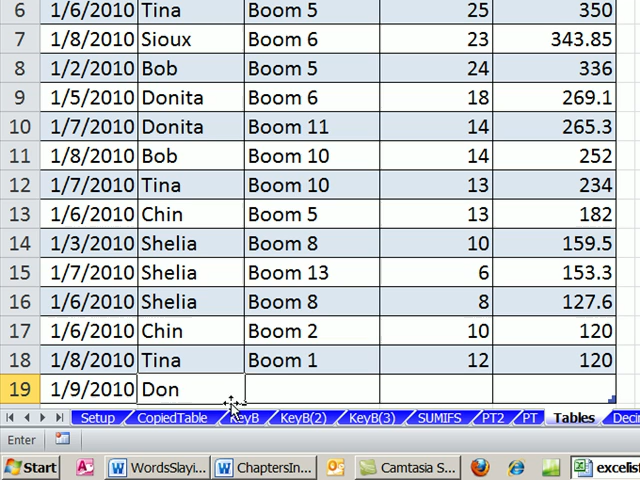 6 1/6/2010 Tina Boom 5 25 350
7 1/8/2010 Sioux Boom 6 23 343.85
8 1/2/2010 Bob Boom 5 24 336
9 1/5/2010 Donita Boom 6 18 269.1
10 1/7/2010 Donita Boom 11 14 265.3
11 1/8/2010 Bob Boom 10 14 252
12 1/7/2010 Tina Boom 10 13 234
13 1/6/2010 Chin Boom 5 13 182
14 1/3/2010 Shelia Boom 8 10 159.5
15 1/7/2010 Shelia Boom 13 6 153.3
16 1/6/2010 Shelia Boom 8 8 127.6
17 1/6/2010 Chin Boom 2 10 120
18 1/8/2010 Tina Boom 1 12 120
19 1/9/2010 Don
Setup CopiedTable KeyB KeyB(2) KeyB(3) SUMIFS PT2 PT Tables Deci
Enter
Start WordsSlayi... ChaptersIn... Camtasia S... excelis